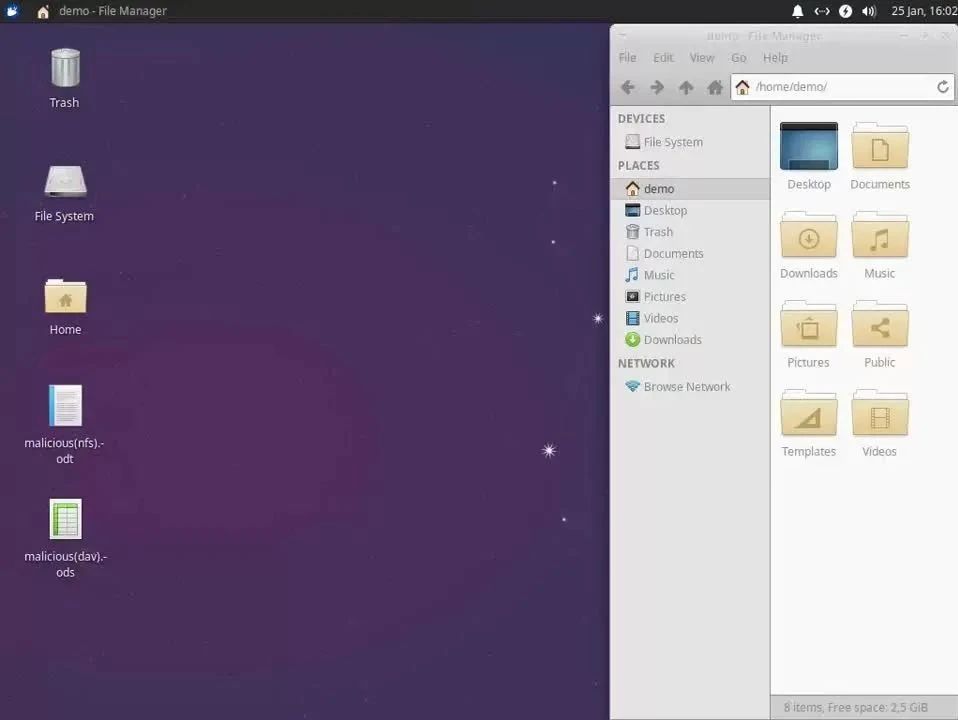 demo - File Manager
25 Jan, 16:02
Trash
File System
Home
malicious(nfs).-
odt
malicious(dav).-
ods
demo - File Manager
File Edit View Go Help
/home/demo/
DEVICES
File System
PLACES
demo
Desktop
Trash
Documents
Music
Pictures
Videos
Downloads
NETWORK
Browse Network
Desktop Documents
Downloads Music
Pictures Public
Templates Videos
8 items, Free space: 2,5 GiB